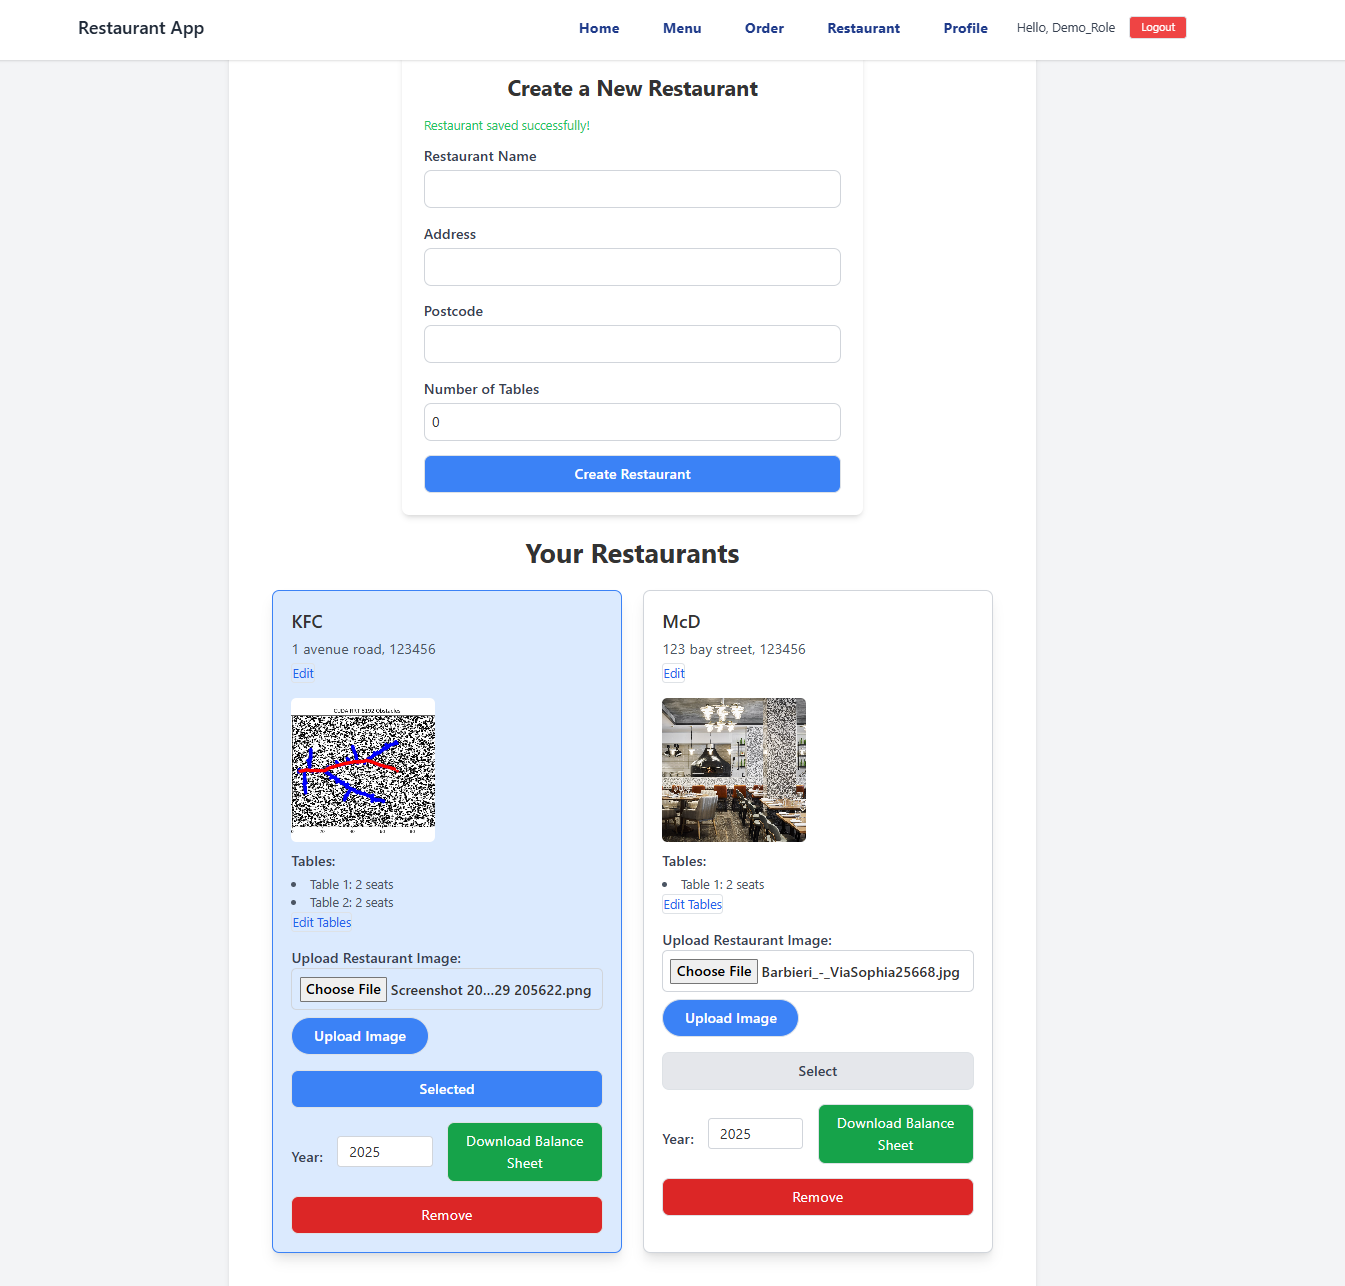 Restaurant App
Home Menu Order Restaurant Profile Hello, Demo_Role Logout
Create a New Restaurant
Restaurant saved successfully!
Restaurant Name
Address
Postcode
Number of Tables
0
Create Restaurant
Your Restaurants
KFC
1 avenue road, 123456
Edit
CUDA RRT 8192 Obstacles
Tables:
Table 1: 2 seats
Table 2: 2 seats
Edit Tables
Upload Restaurant Image:
Choose File Screenshot 20...29 205622.png
Upload Image
Selected
Year: 2025
Download Balance
Sheet
Remove
McD
123 bay street, 123456
Edit
Tables:
Table 1: 2 seats
Edit Tables
Upload Restaurant Image:
Choose File Barbieri_-_ViaSophia25668.jpg
Upload Image
Select
Year: 2025
Download Balance
Sheet
Remove